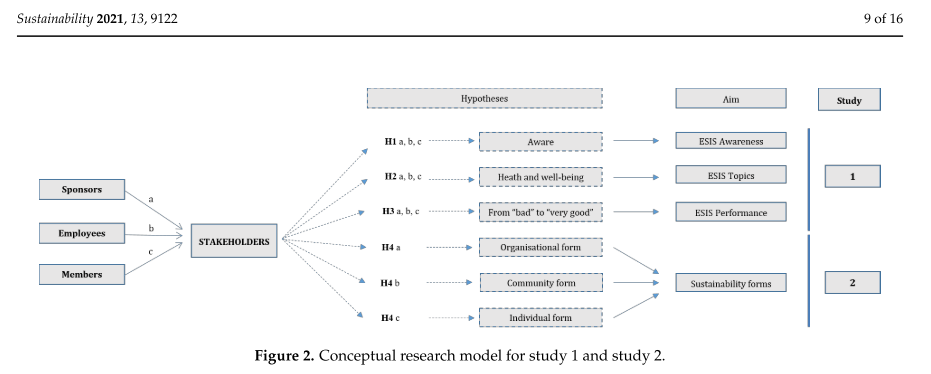 Sustainability 2021, 13, 9122
9 of 16
Hypotheses
Aim
Study
H1 a, b, c
Aware
ESIS Awareness
H2 a, b, c
Heath and well-being
ESIS Topics
1
Sponsors
a
H3 a, b, c
From “bad” to “very good”
ESIS Performance
Employees
b
STAKEHOLDERS
H4 a
Organisational form
c
Members
H4 b
Community form
Sustainability forms
2
H4 c
Individual form
Figure 2. Conceptual research model for study 1 and study 2.